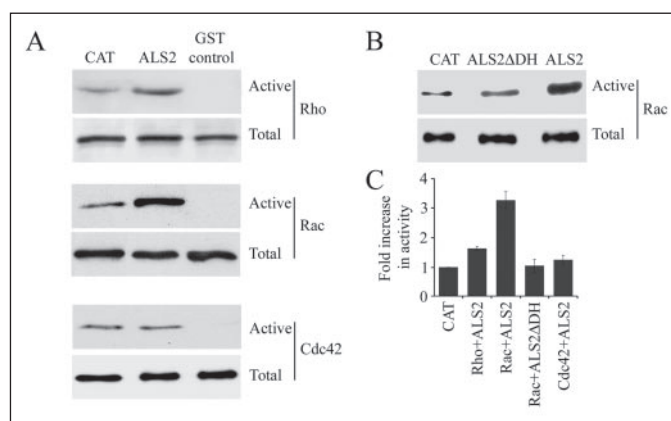 A
CAT ALS2 GST control
Active
Rho
Total
Active
Rac
Total
Active
Cdc42
Total
B
CAT ALS2ΔDH ALS2
Active
Rac
Total
C
Fold increase
in activity
4
3
2
1
0
CAT
Rho+ALS2
Rac+ALS2
Rac+ALS2ΔDH
Cdc42+ALS2